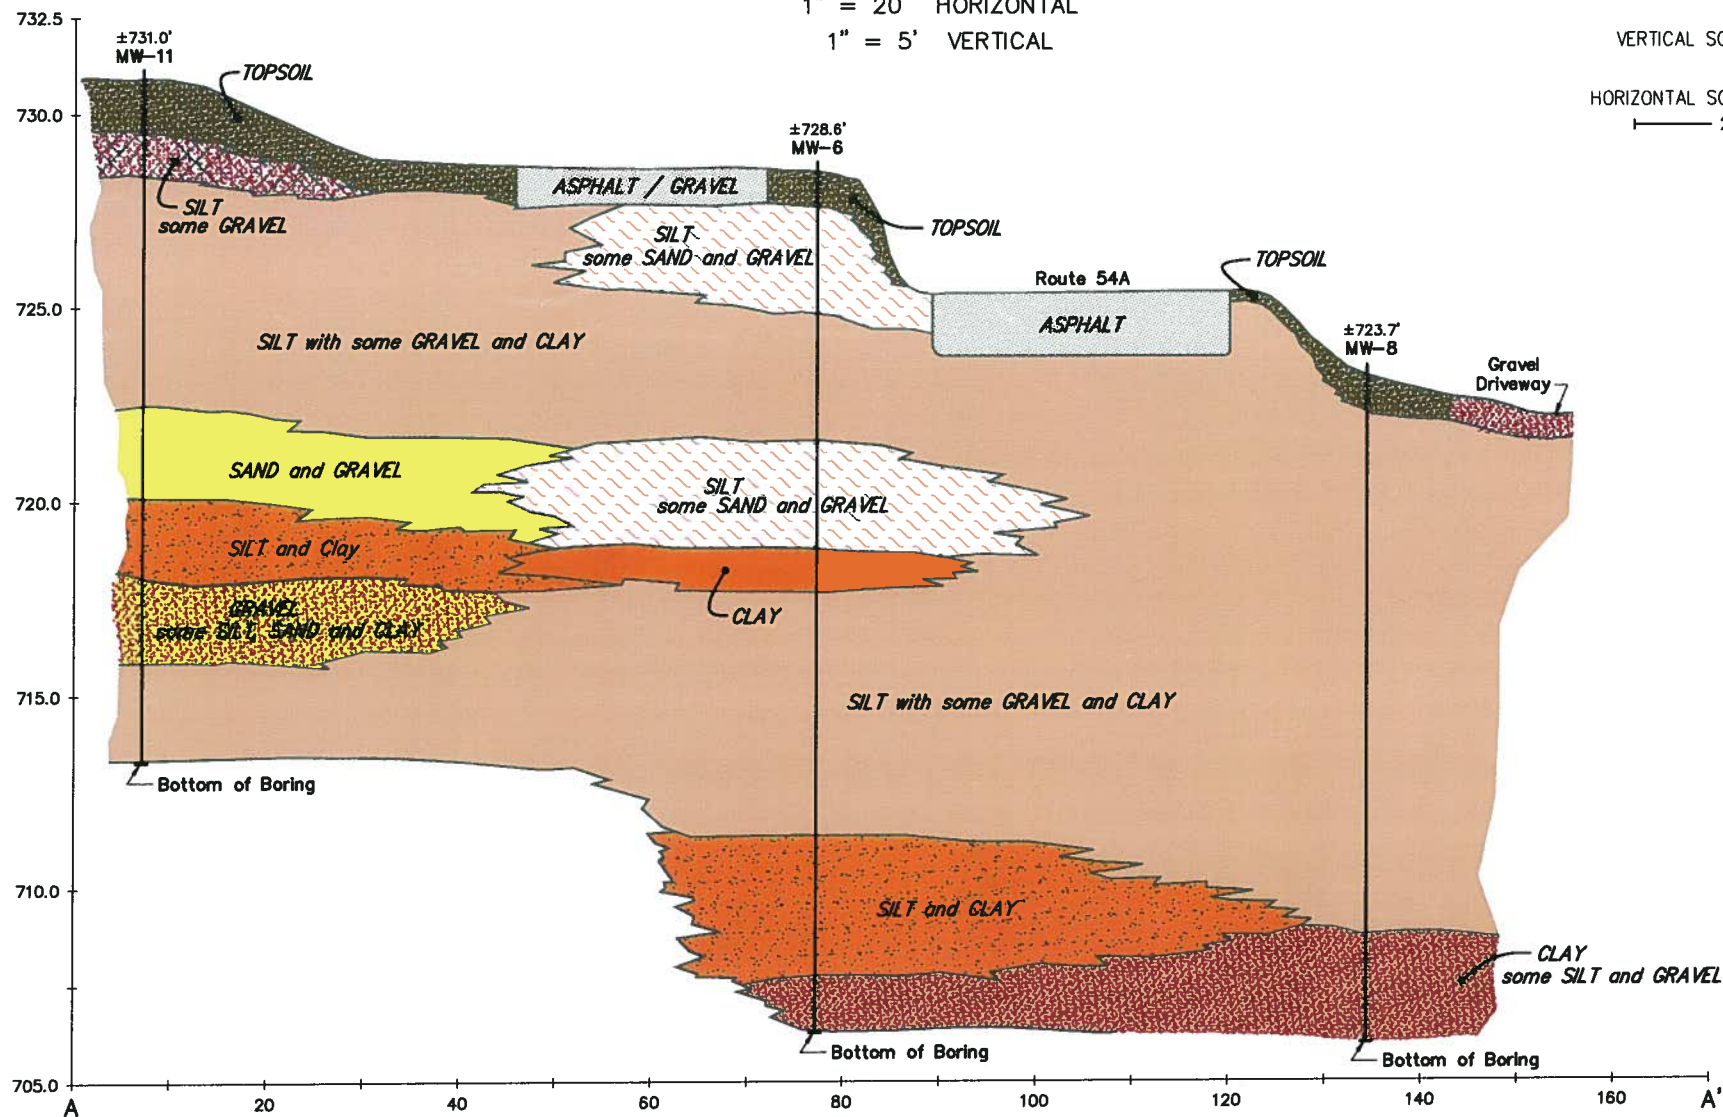 1" = 20' HORIZONTAL
1" = 5' VERTICAL
VERTICAL SC
HORIZONTAL SC
732.5
730.0
725.0
720.0
715.0
710.0
705.0
±731.0'
MW-11
TOPSOIL
SILT
some GRAVEL
ASPHALT / GRAVEL
±728.6'
MW-6
TOPSOIL
SILT
some SAND and GRAVEL
Route 54A
ASPHALT
TOPSOIL
±723.7'
MW-8
Gravel
Driveway
SILT with some GRAVEL and CLAY
SAND and GRAVEL
SILT
some SAND and GRAVEL
SILT and Clay
CLAY
GRAVEL
some SILT, SAND and CLAY
SILT with some GRAVEL and CLAY
Bottom of Boring
SILT and CLAY
CLAY
some SILT and GRAVEL
Bottom of Boring
Bottom of Boring
A 20 40 60 80 100 120 140 160 A'